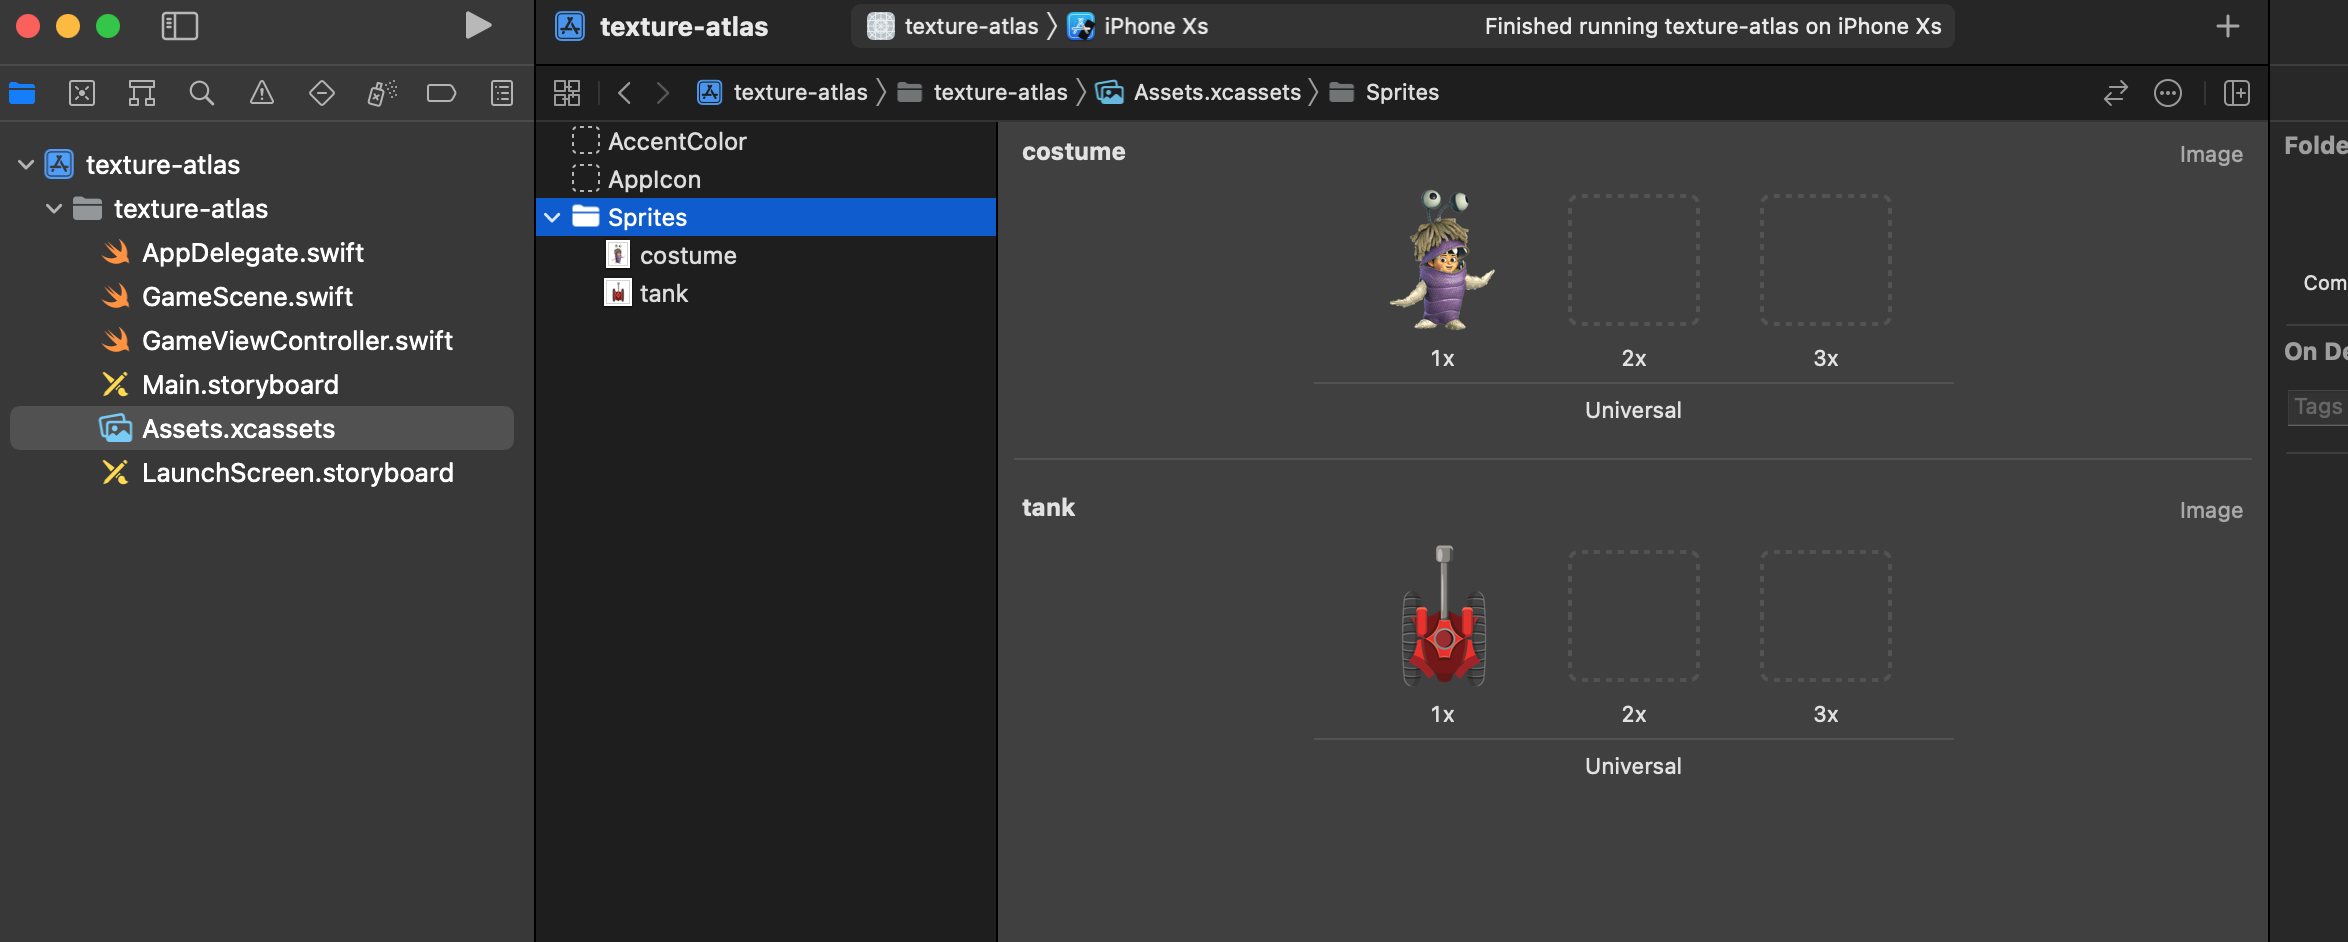 texture-atlas
texture-atlas
iPhone Xs
Finished running texture-atlas on iPhone Xs
texture-atlas
texture-atlas
Assets.xcassets
Sprites
texture-atlas
texture-atlas
AppDelegate.swift
GameScene.swift
GameViewController.swift
Main.storyboard
Assets.xcassets
LaunchScreen.storyboard
AccentColor
AppIcon
Sprites
costume
tank
costume
Image
1x
2x
3x
Universal
tank
Image
1x
2x
3x
Universal
Folde
Com
On De
Tags